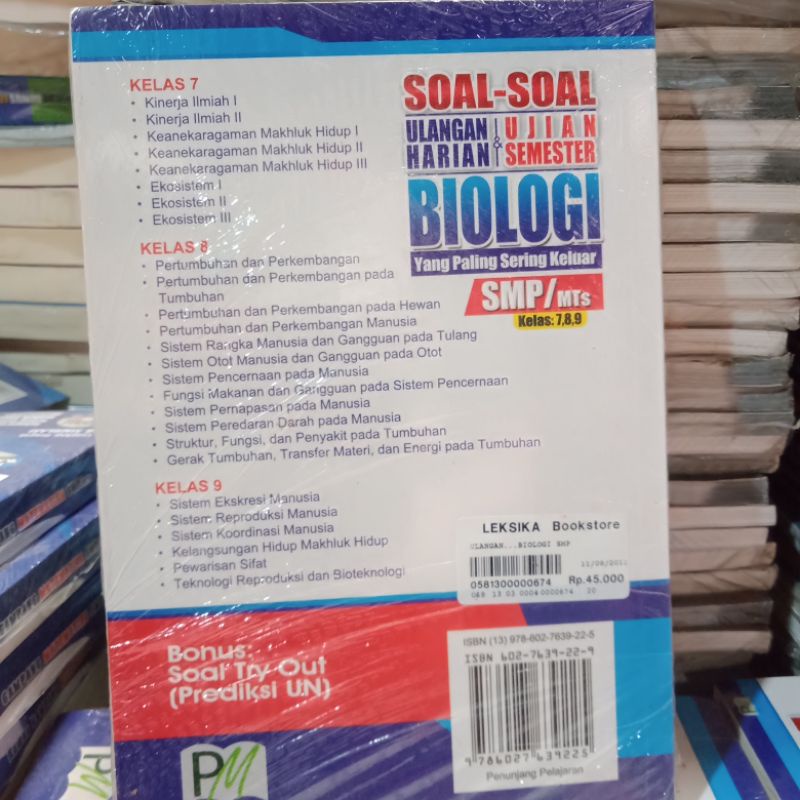 KELAS 7
• Kinerja Ilmiah I
• Kinerja Ilmiah II
• Keanekaragaman Makhluk Hidup I
• Keanekaragaman Makhluk Hidup II
• Keanekaragaman Makhluk Hidup III
• Ekosistem I
• Ekosistem II
• Ekosistem III
KELAS 8
• Pertumbuhan dan Perkembangan
• Pertumbuhan dan Perkembangan pada
Tumbuhan
• Pertumbuhan dan Perkembangan pada Hewan
• Pertumbuhan dan Perkembangan Manusia
• Sistem Rangka Manusia dan Gangguan pada Tulang
• Sistem Otot Manusia dan Gangguan pada Otot
• Sistem Pencernaan pada Manusia
• Fungsi Makanan dan Gangguan pada Sistem Pencernaan
• Sistem Pernapasan pada Manusia
• Sistem Peredaran Darah pada Manusia
• Struktur, Fungsi, dan Penyakit pada Tumbuhan
• Gerak Tumbuhan, Transfer Materi, dan Energi pada Tumbuhan
KELAS 9
• Sistem Ekskresi Manusia
• Sistem Reproduksi Manusia
• Sistem Koordinasi Manusia
• Kelangsungan Hidup Makhluk Hidup
• Pewarisan Sifat
• Teknologi Reproduksi dan Bioteknologi
SOAL-SOAL
ULANGAN HARIAN & UJIAN SEMESTER
BIOLOGI
Yang Paling Sering Keluar
SMP/MTs
Kelas: 7,8,9
LEKSIKA Bookstore
ULANGAN...BIOLOGI SMP
0581300000674 Rp.45.000
Bonus:
Soal Try Out
(Prediksi UN)
PM
ISBN (13) 978-602-7639-22-5
ISBN 602-7639-22-9
9 786027 639225
Penunjang Pelajaran